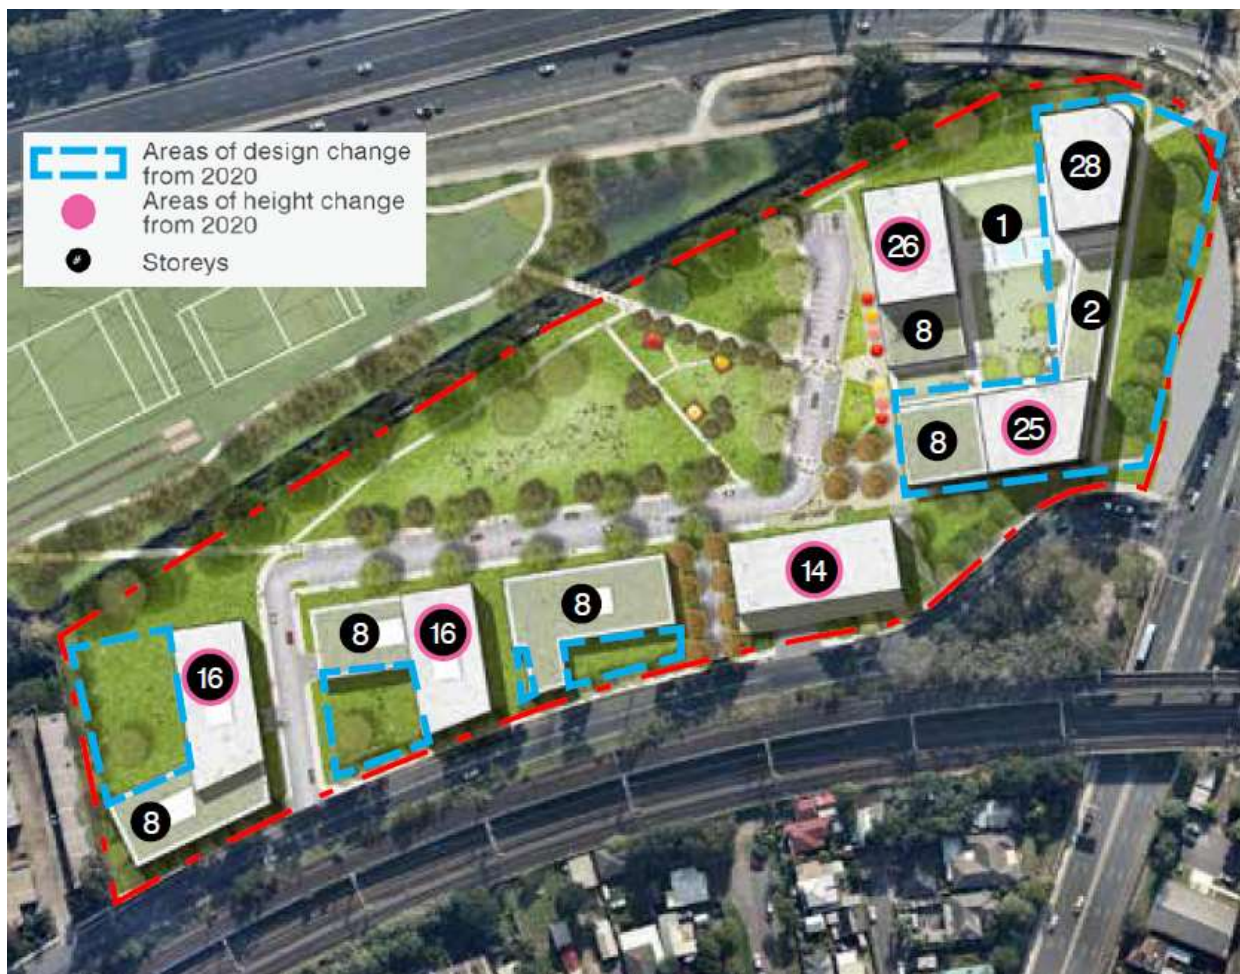 Areas of design change
from 2020
Areas of height change
from 2020
#
Storeys
28
1
26
2
8
8
25
14
8
8
16
16
8